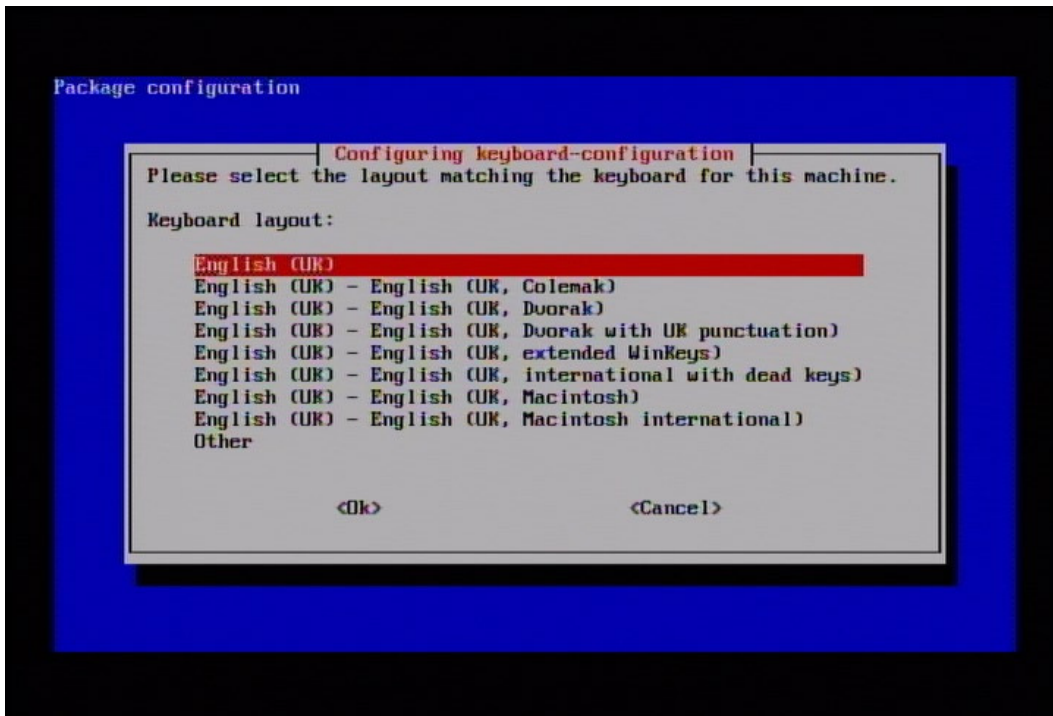 Package configuration
Configuring keyboard-configuration
Please select the layout matching the keyboard for this machine.
Keyboard layout:
English (UK)
English (UK) - English (UK, Colemak)
English (UK) - English (UK, Dvorak)
English (UK) - English (UK, Dvorak with UK punctuation)
English (UK) - English (UK, extended WinKeys)
English (UK) - English (UK, international with dead keys)
English (UK) - English (UK, Macintosh)
English (UK) - English (UK, Macintosh international)
Other
<Ok> <Cancel>